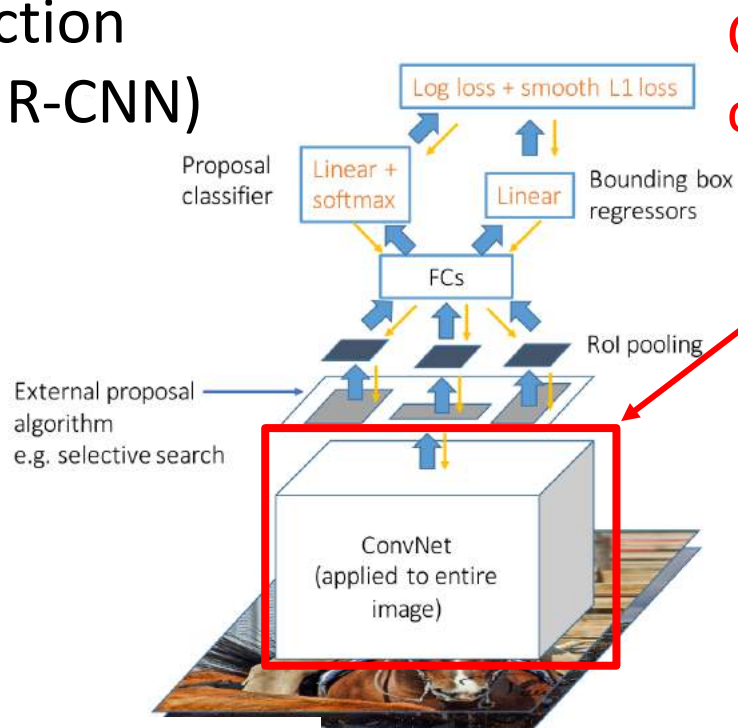 R-CNN)
Log loss + smooth L1 loss
Proposal
classifier
Linear +
softmax
Linear
Bounding box
regressors
FCs
RoI pooling
External proposal
algorithm
e.g. selective search
ConvNet
(applied to entire
image)